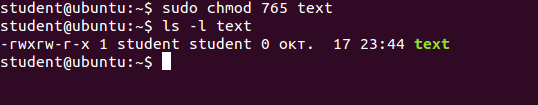 student@ubuntu:~$ sudo chmod 765 text
student@ubuntu:~$ ls -l text
-rwxrw-r-x 1 student student 0 окт.  17 23:44 text
student@ubuntu:~$